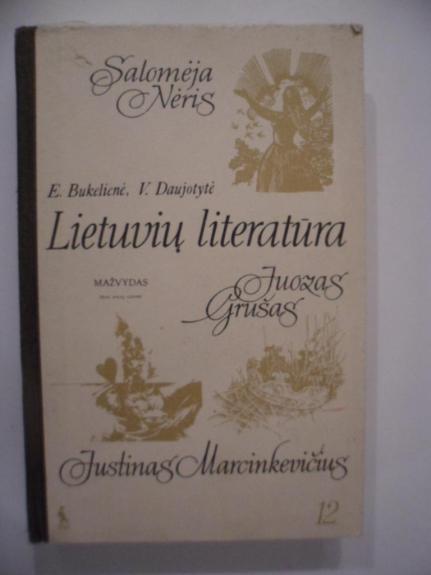 Salomėja
Nėris
E. Bukelienė, V. Daujotytė
Lietuvių literatūra
MAŽVYDAS
Juozas
Grušas
Justinas Marcinkevičius
12